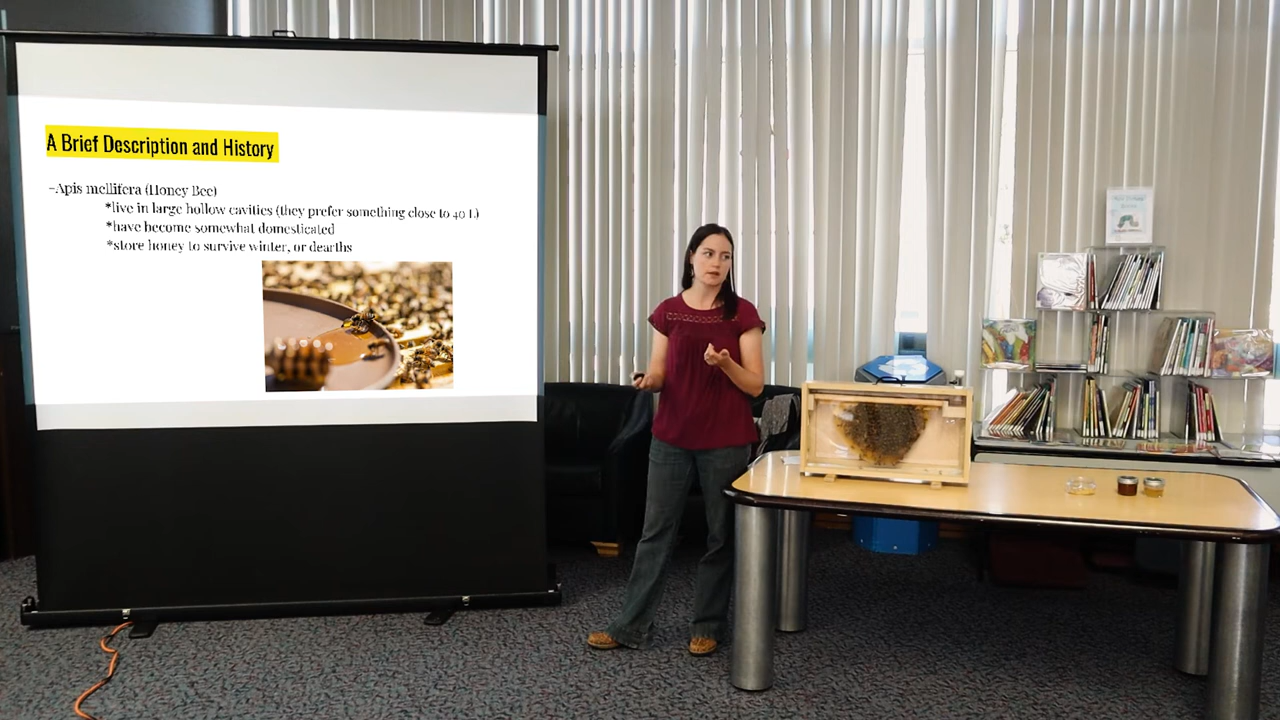 A Brief Description and History
-Apis mellifera (Honey Bee)
*live in large hollow cavities (they prefer something close to 40 L)
*have become somewhat domesticated
*store honey to survive winter, or dearths